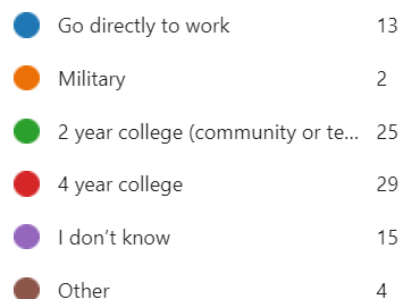 Go directly to work 13
Military 2
2 year college (community or te... 25
4 year college 29
I don’t know 15
Other 4